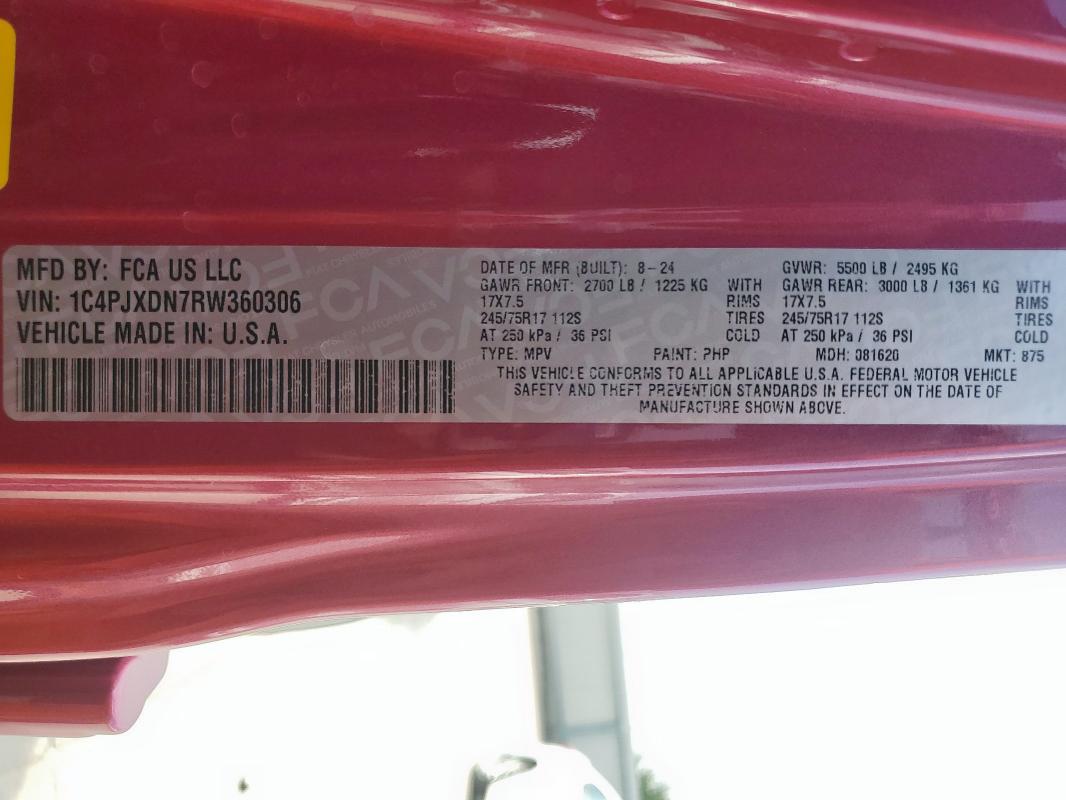 MFD BY: FCA US LLC
VIN: 1C4PJXDN7RW360306
VEHICLE MADE IN: U.S.A.
DATE OF MFR (BUILT): 8-24 GVWR: 5500 LB / 2495 KG
GAWR FRONT: 2700 LB / 1225 KG WITH GAWR REAR: 3000 LB / 1361 KG WITH
17X7.5 RIMS 17X7.5 RIMS
245/75R17 112S TIRES 245/75R17 112S TIRES
AT 250 kPa / 36 PSI COLD AT 250 kPa / 36 PSI COLD
TYPE: MPV PAINT: PHP MDH: 081620 MKT: 875
THIS VEHICLE CONFORMS TO ALL APPLICABLE U.S.A. FEDERAL MOTOR VEHICLE
SAFETY AND THEFT PREVENTION STANDARDS IN EFFECT ON THE DATE OF
MANUFACTURE SHOWN ABOVE.